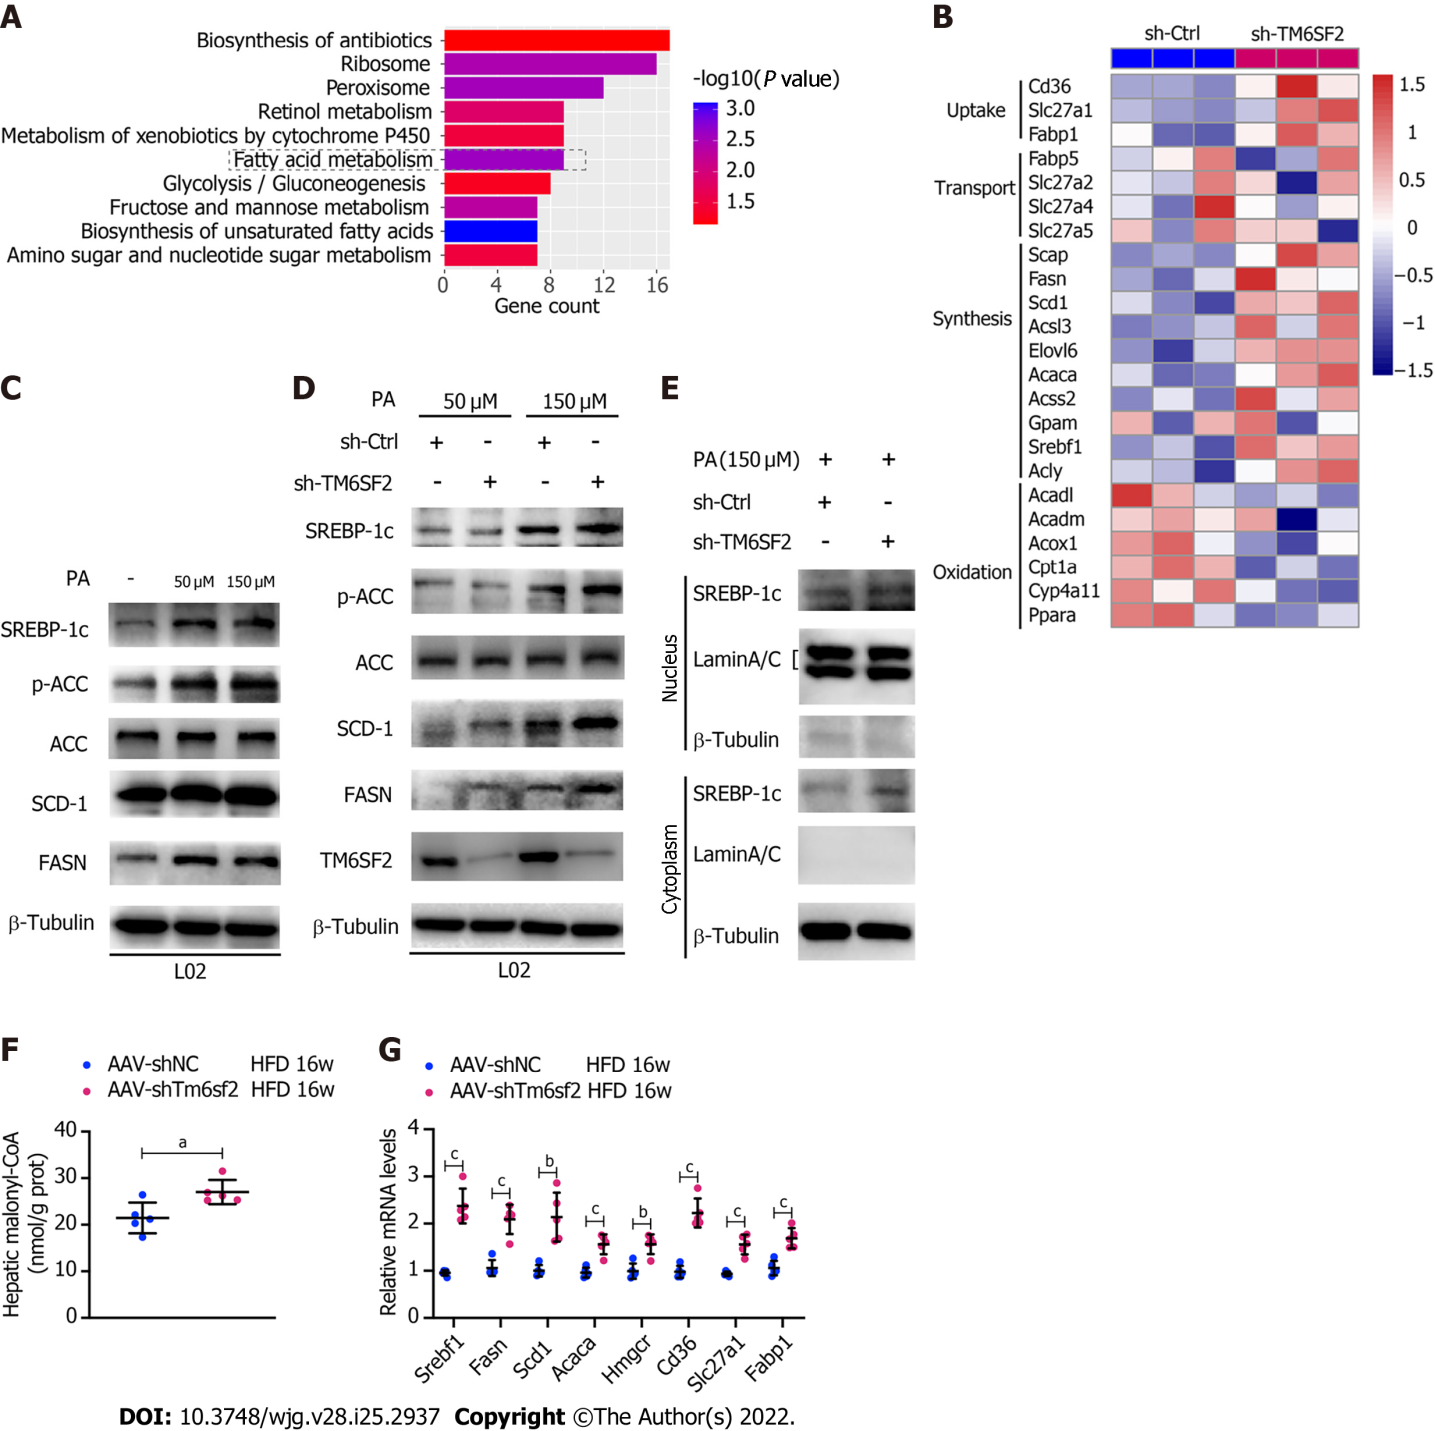 A
Biosynthesis of antibiotics
Ribosome
Peroxisome
Retinol metabolism
Metabolism of xenobiotics by cytochrome P450
Fatty acid metabolism
Glycolysis / Gluconeogenesis
Fructose and mannose metabolism
Biosynthesis of unsaturated fatty acids
Amino sugar and nucleotide sugar metabolism
0 4 8 12 16
Gene count
-log10(P value)
3.0
2.5
2.0
1.5
B
sh-Ctrl sh-TM6SF2
Uptake
Cd36
Slc27a1
Fabp1
Transport
Fabp5
Slc27a2
Slc27a4
Slc27a5
Synthesis
Scap
Fasn
Scd1
Acsl3
Elovl6
Acaca
Acss2
Gpam
Srebf1
Acly
Oxidation
Acadl
Acadm
Acox1
Cpt1a
Cyp4a11
Ppara
1.5
1
0.5
0
−0.5
−1
−1.5
C
PA - 50 μM 150 μM
SREBP-1c
p-ACC
ACC
SCD-1
FASN
β-Tubulin
L02
D
PA 50 μM 150 μM
sh-Ctrl + - + -
sh-TM6SF2 - + - +
SREBP-1c
p-ACC
ACC
SCD-1
FASN
TM6SF2
β-Tubulin
L02
E
PA (150 μM) + +
sh-Ctrl + -
sh-TM6SF2 - +
Nucleus
SREBP-1c
LaminA/C
β-Tubulin
Cytoplasm
SREBP-1c
LaminA/C
β-Tubulin
F
AAV-shNC HFD 16w
AAV-shTm6sf2 HFD 16w
Hepatic malonyl-CoA
(nmol/g prot)
40
30
20
10
0
a
G
AAV-shNC HFD 16w
AAV-shTm6sf2 HFD 16w
Relative mRNA levels
4
3
2
1
0
c c b c b c c c
Srebf1 Fasn Scd1 Acaca Hmgcr Cd36 Slc27a1 Fabp1
DOI: 10.3748/wjg.v28.i25.2937 Copyright ©The Author(s) 2022.